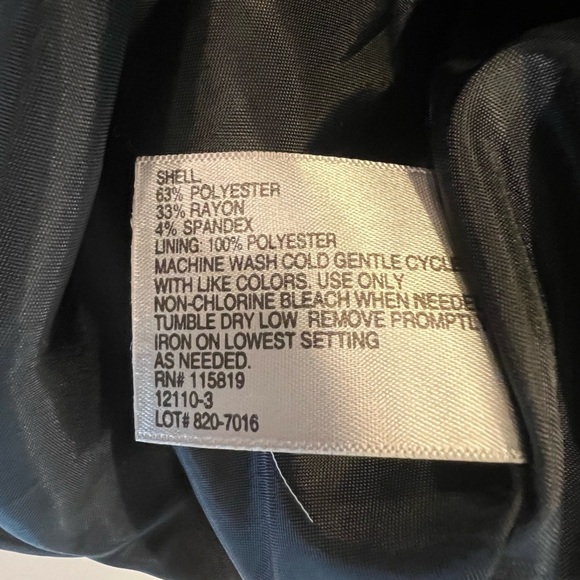 SHELL
63% POLYESTER
33% RAYON
4% SPANDEX
LINING: 100% POLYESTER
MACHINE WASH COLD GENTLE CYCLE
WITH LIKE COLORS. USE ONLY
NON-CHLORINE BLEACH WHEN NEEDE
TUMBLE DRY LOW REMOVE PROMPTL
IRON ON LOWEST SETTING
AS NEEDED.
RN# 115819
12110-3
LOT# 820-7016